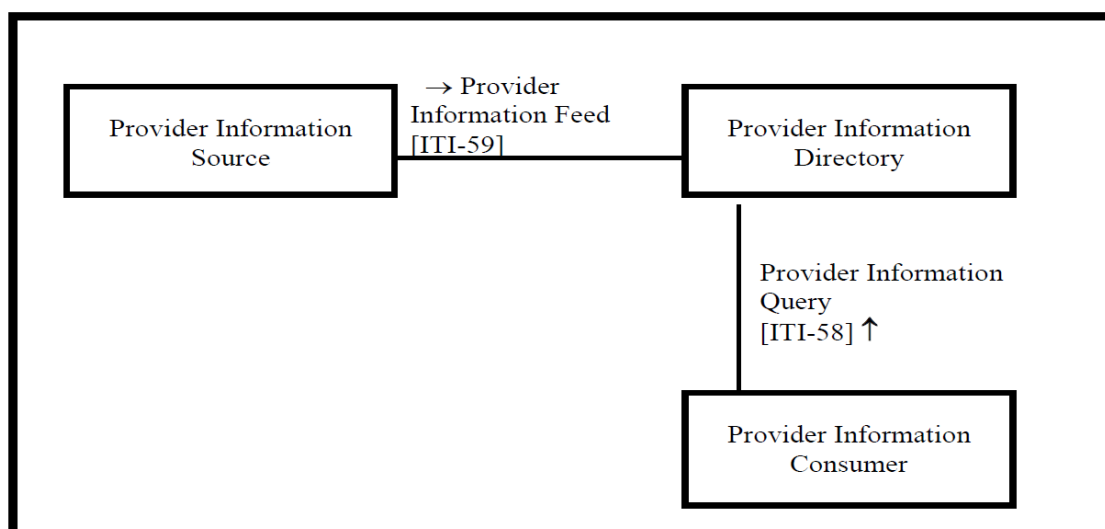 Provider Information
Source
→ Provider
Information Feed
[ITI-59]
Provider Information
Directory
Provider Information
Query
[ITI-58] ↑
Provider Information
Consumer